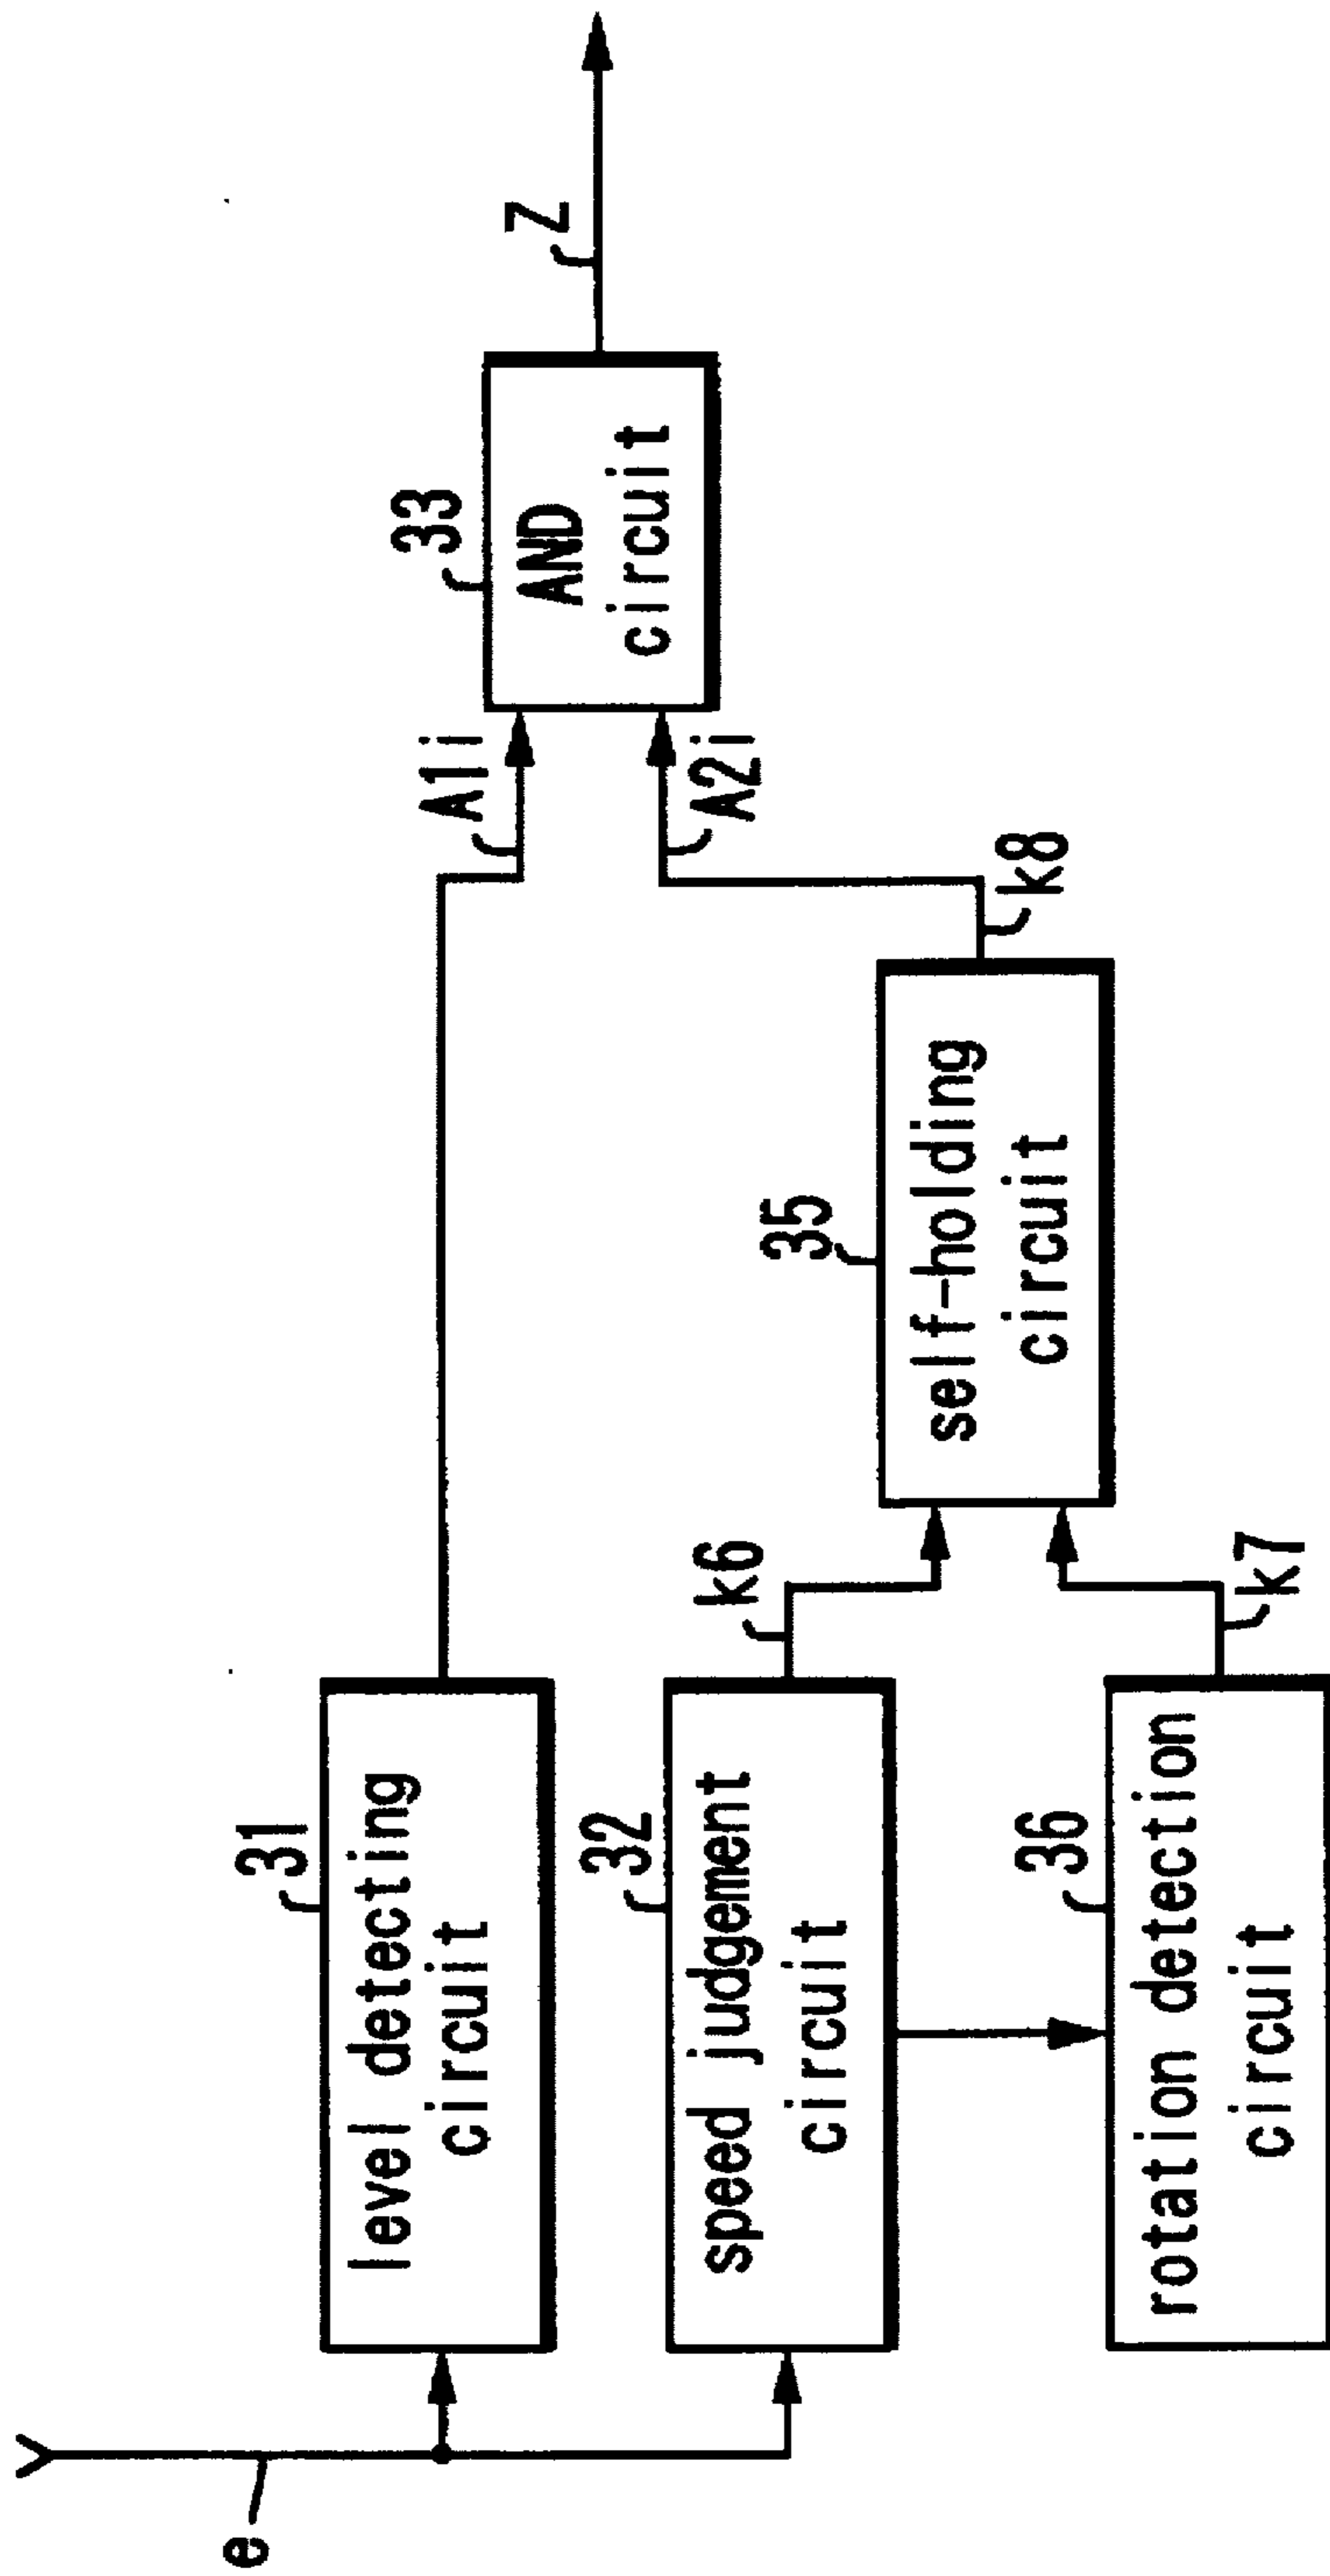 e
31
level detecting
circuit
A1i
33
AND
circuit
Z
32
speed judgement
circuit
k6
A2i
35
self-holding
circuit
k8
36
rotation detection
circuit
k7